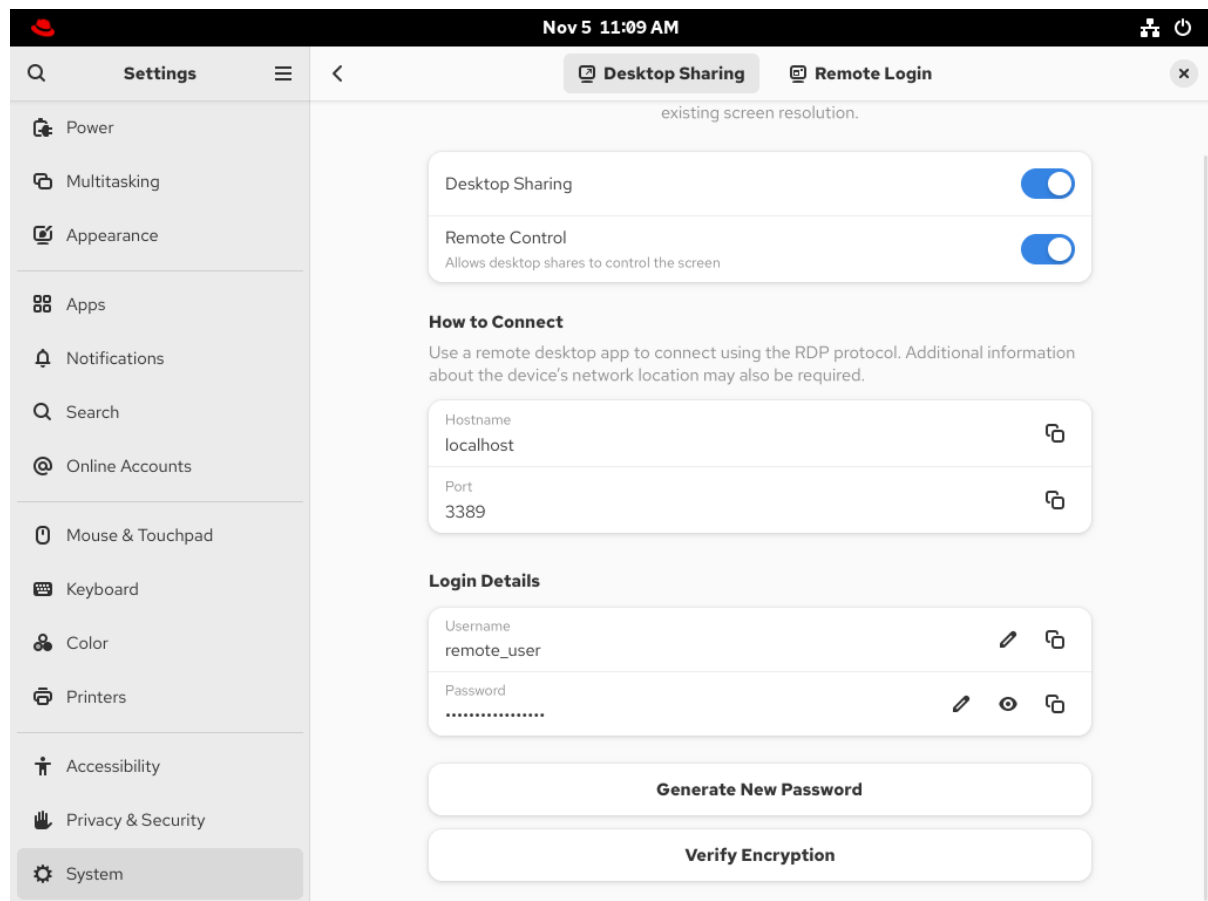 Nov 5 11:09 AM
Settings
Desktop Sharing
Remote Login
Power
Multitasking
Appearance
Apps
Notifications
Search
Online Accounts
Mouse & Touchpad
Keyboard
Color
Printers
Accessibility
Privacy & Security
System
existing screen resolution.
Desktop Sharing
Remote Control
Allows desktop shares to control the screen
How to Connect
Use a remote desktop app to connect using the RDP protocol. Additional information
about the device’s network location may also be required.
Hostname
localhost
Port
3389
Login Details
Username
remote_user
Password
•••••••••••••••••
Generate New Password
Verify Encryption